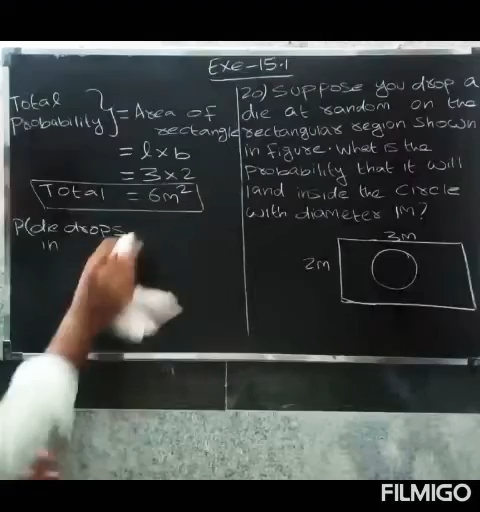 Exe-15.1
Total
Probability } = Area of
rectangle
= l x b
= 3 x 2
Total = 6m²
P(die drops
in
20) Suppose you drop a
die at random on the
rectangular region shown
in figure. What is the
probability that it will
land inside the circle
with diameter 1M?
3m
2m
FILMIGO